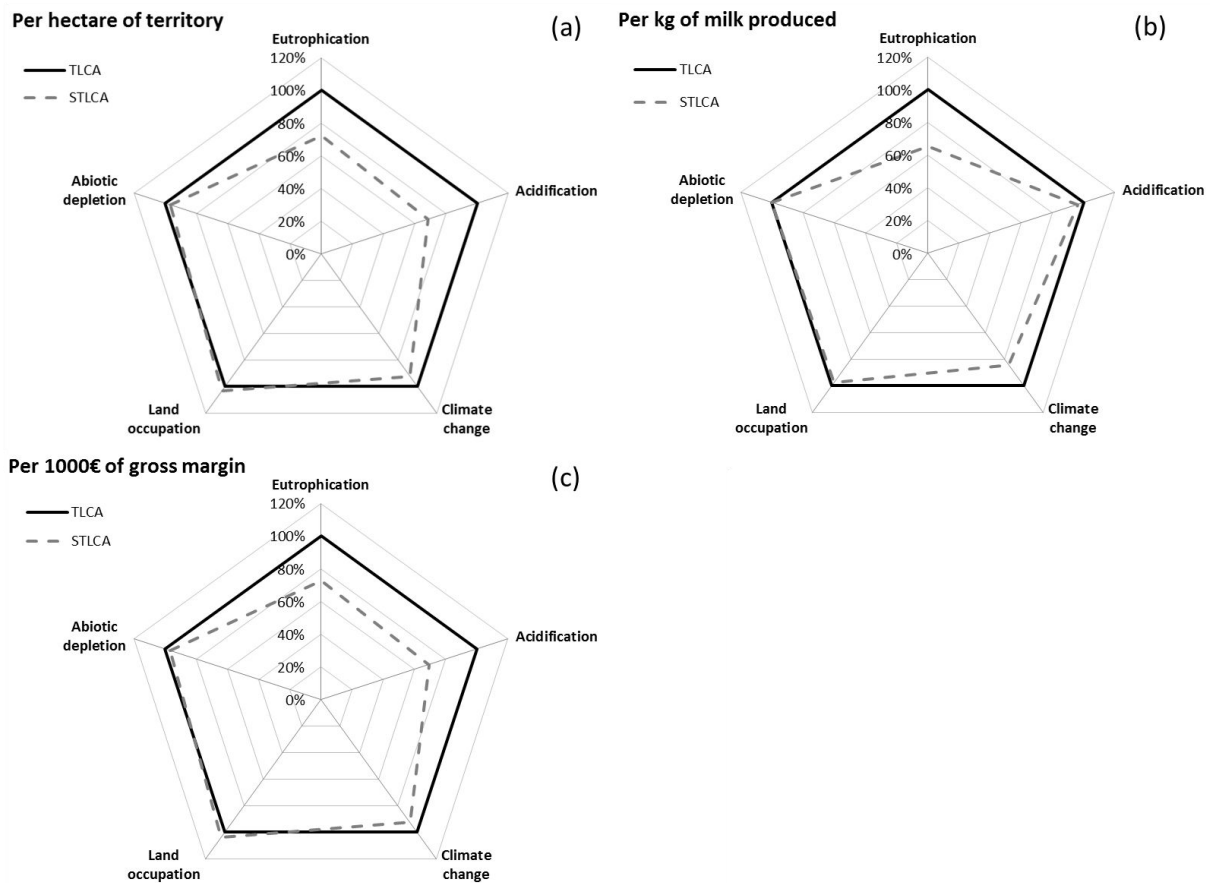 Per hectare of territory
(a)
TLCA
STLCA
Eutrophication
120%
100%
80%
60%
40%
20%
0%
Acidification
Climate
change
Land
occupation
Abiotic
depletion
Per kg of milk produced
(b)
TLCA
STLCA
Eutrophication
120%
100%
80%
60%
40%
20%
0%
Acidification
Climate
change
Land
occupation
Abiotic
depletion
Per 1000€ of gross margin
(c)
TLCA
STLCA
Eutrophication
120%
100%
80%
60%
40%
20%
0%
Acidification
Climate
change
Land
occupation
Abiotic
depletion